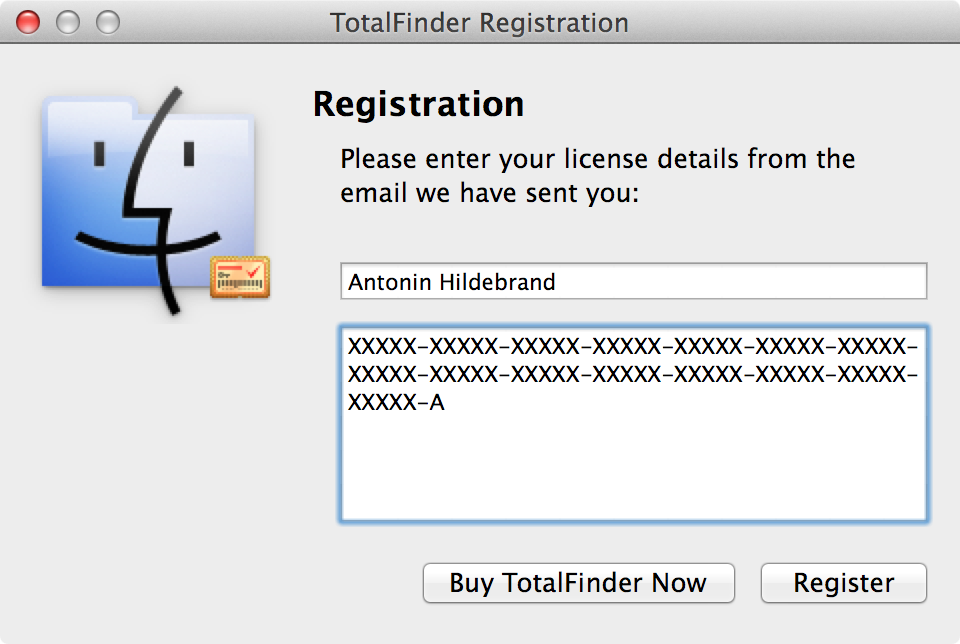 TotalFinder Registration
Registration
Please enter your license details from the
email we have sent you:
Antonin Hildebrand
XXXXX-XXXXX-XXXXX-XXXXX-XXXXX-XXXXX-XXXXX-
XXXXX-XXXXX-XXXXX-XXXXX-XXXXX-XXXXX-XXXXX-
XXXXX-A
Buy TotalFinder Now
Register